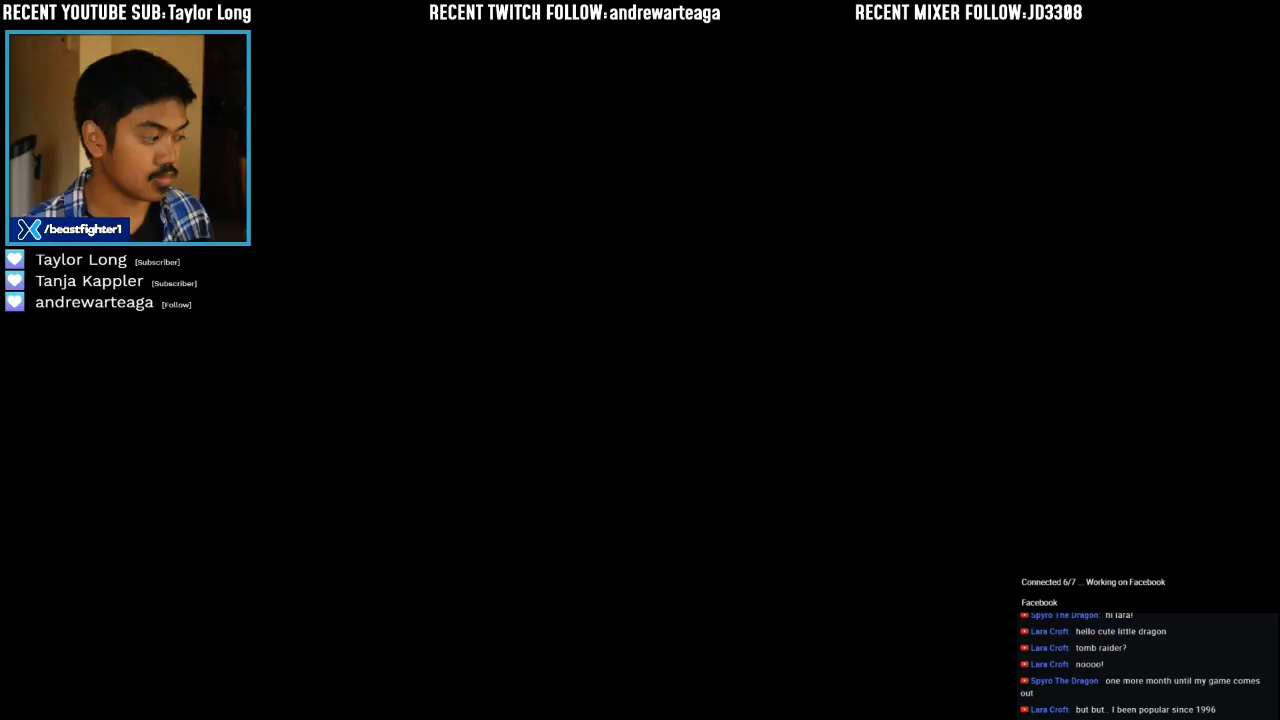 RECENT YOUTUBE SUB:Taylor Long
RECENT TWITCH FOLLOW:andrewarteaga
RECENT MIXER FOLLOW:JD3308
/beastfighter1
Taylor Long [Subscriber]
Tanja Kappler [Subscriber]
andrewarteaga [Follow]
Connected 6/7 ... Working on Facebook
Facebook
Spyro The Dragon hi lara!
Lara Croft hello cute little dragon
Lara Croft tomb raider?
Lara Croft noooo!
Spyro The Dragon one more month until my game comes
out
Lara Croft but but.. I been popular since 1996